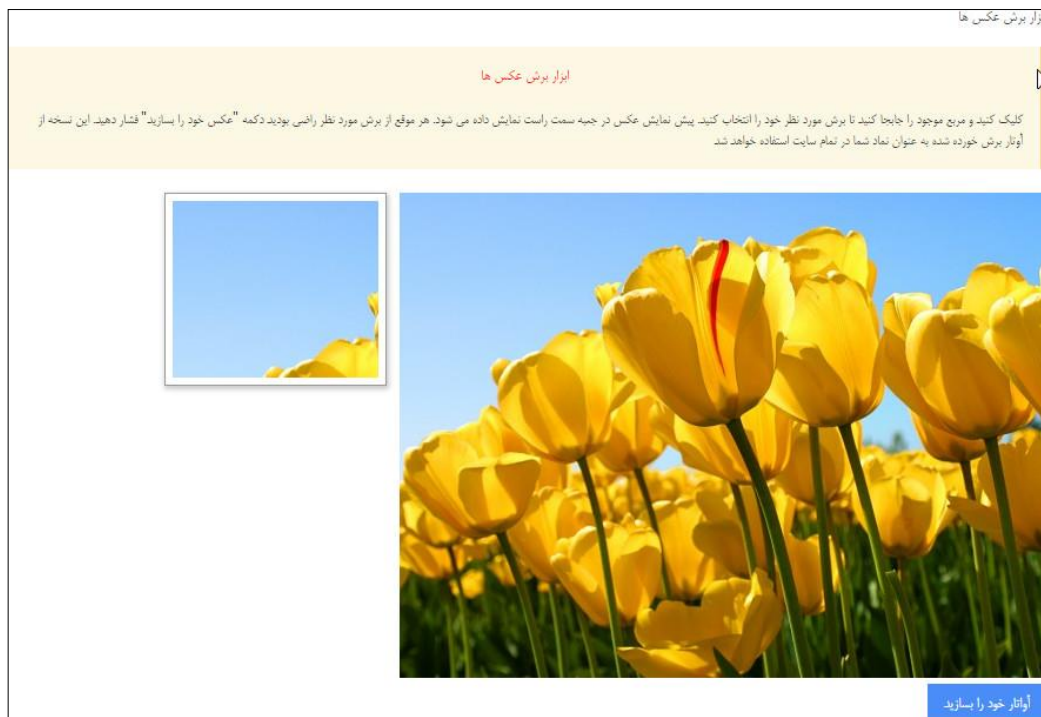 زار برش عکس ها
ابزار برش عکس ها
کلیک کنید و مربع موجود را جابحا کنید تا برش مورد نظر خود را انتخاب کنید. پیش نمایش عکس در جعبه سمت راست نمایش داده می شود. هر موقع از برش مورد نظر راضی بودید دکمه "عکس خود را بسازید" فشار دهید. این نسخه از
آوتار برش خورده شده به عنوان نماد شما در تمام سایت استفاده خواهد شد.
آواتار خود را بسازید